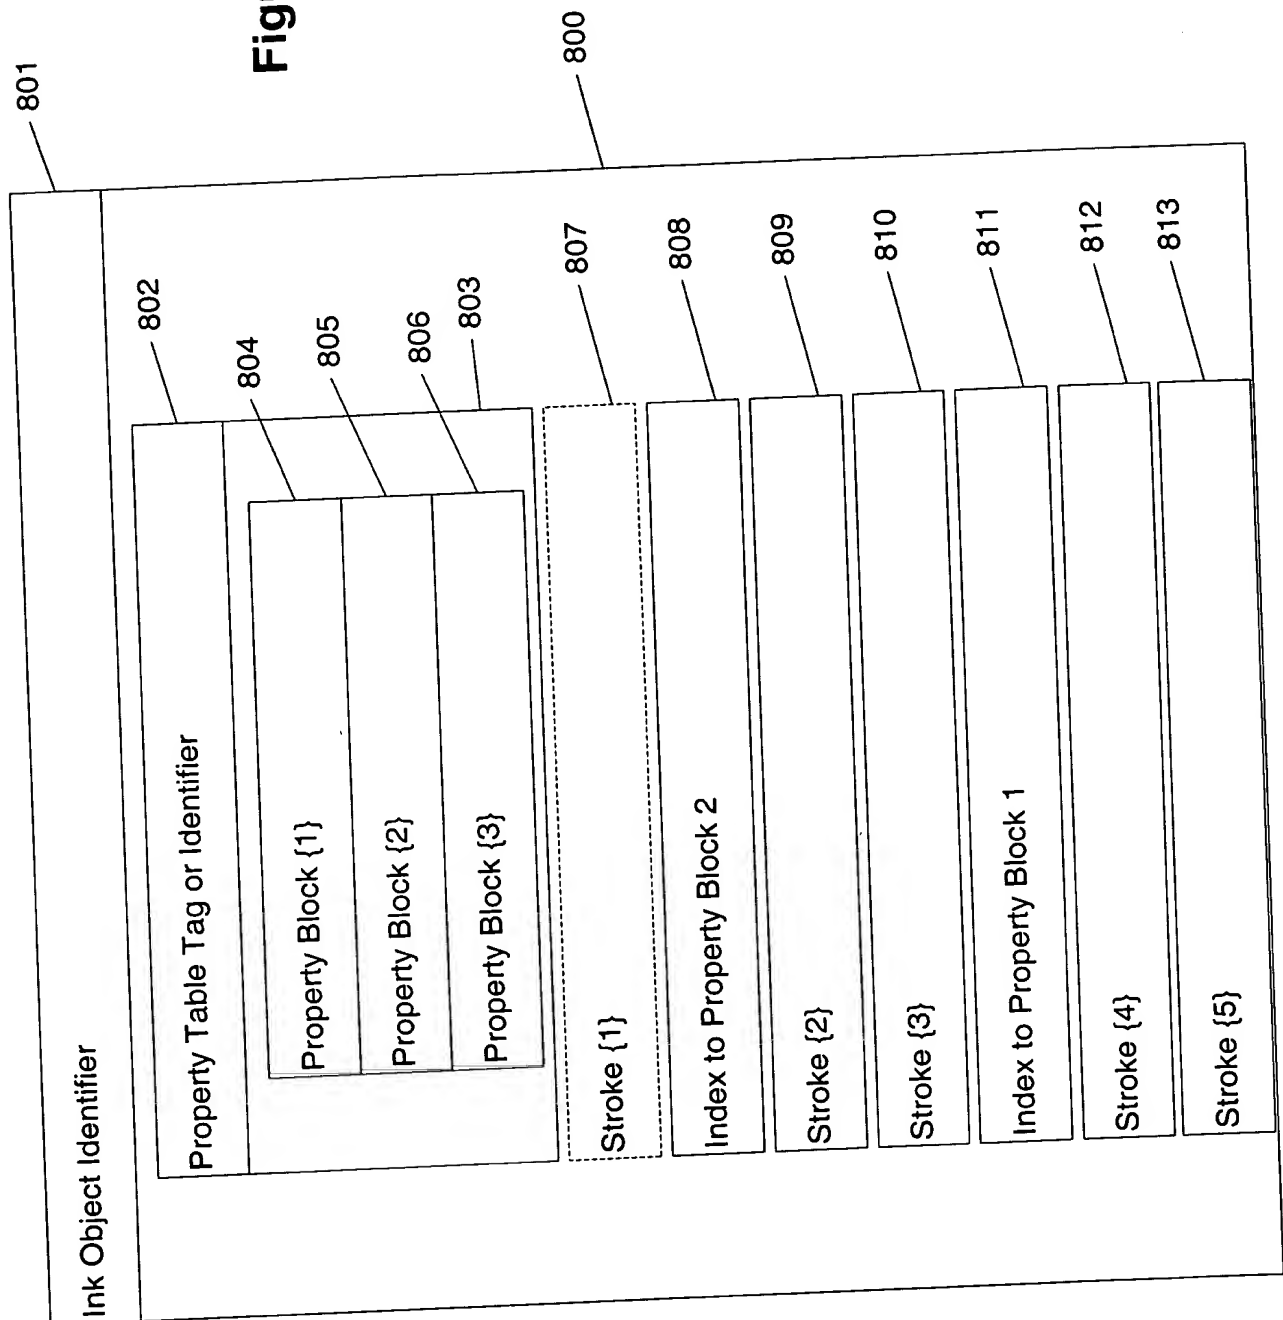 Fig
801
Ink Object Identifier
800
802
Property Table Tag or Identifier
804
Property Block {1}
805
Property Block {2}
806
Property Block {3}
803
807
Stroke {1}
808
Index to Property Block 2
809
Stroke {2}
810
Stroke {3}
811
Index to Property Block 1
812
Stroke {4}
813
Stroke {5}